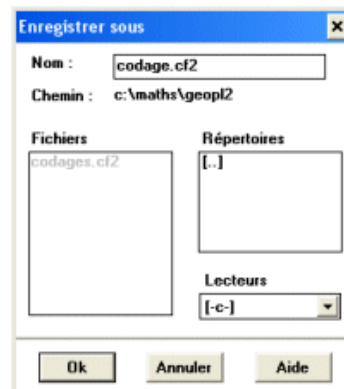 Enregistrer sous
Nom : codage.cf2
Chemin : c:\maths\geopl2
Fichiers
codages.cf2
Répertoires
[..]
Lecteurs
[-c-]
Ok Annuler Aide